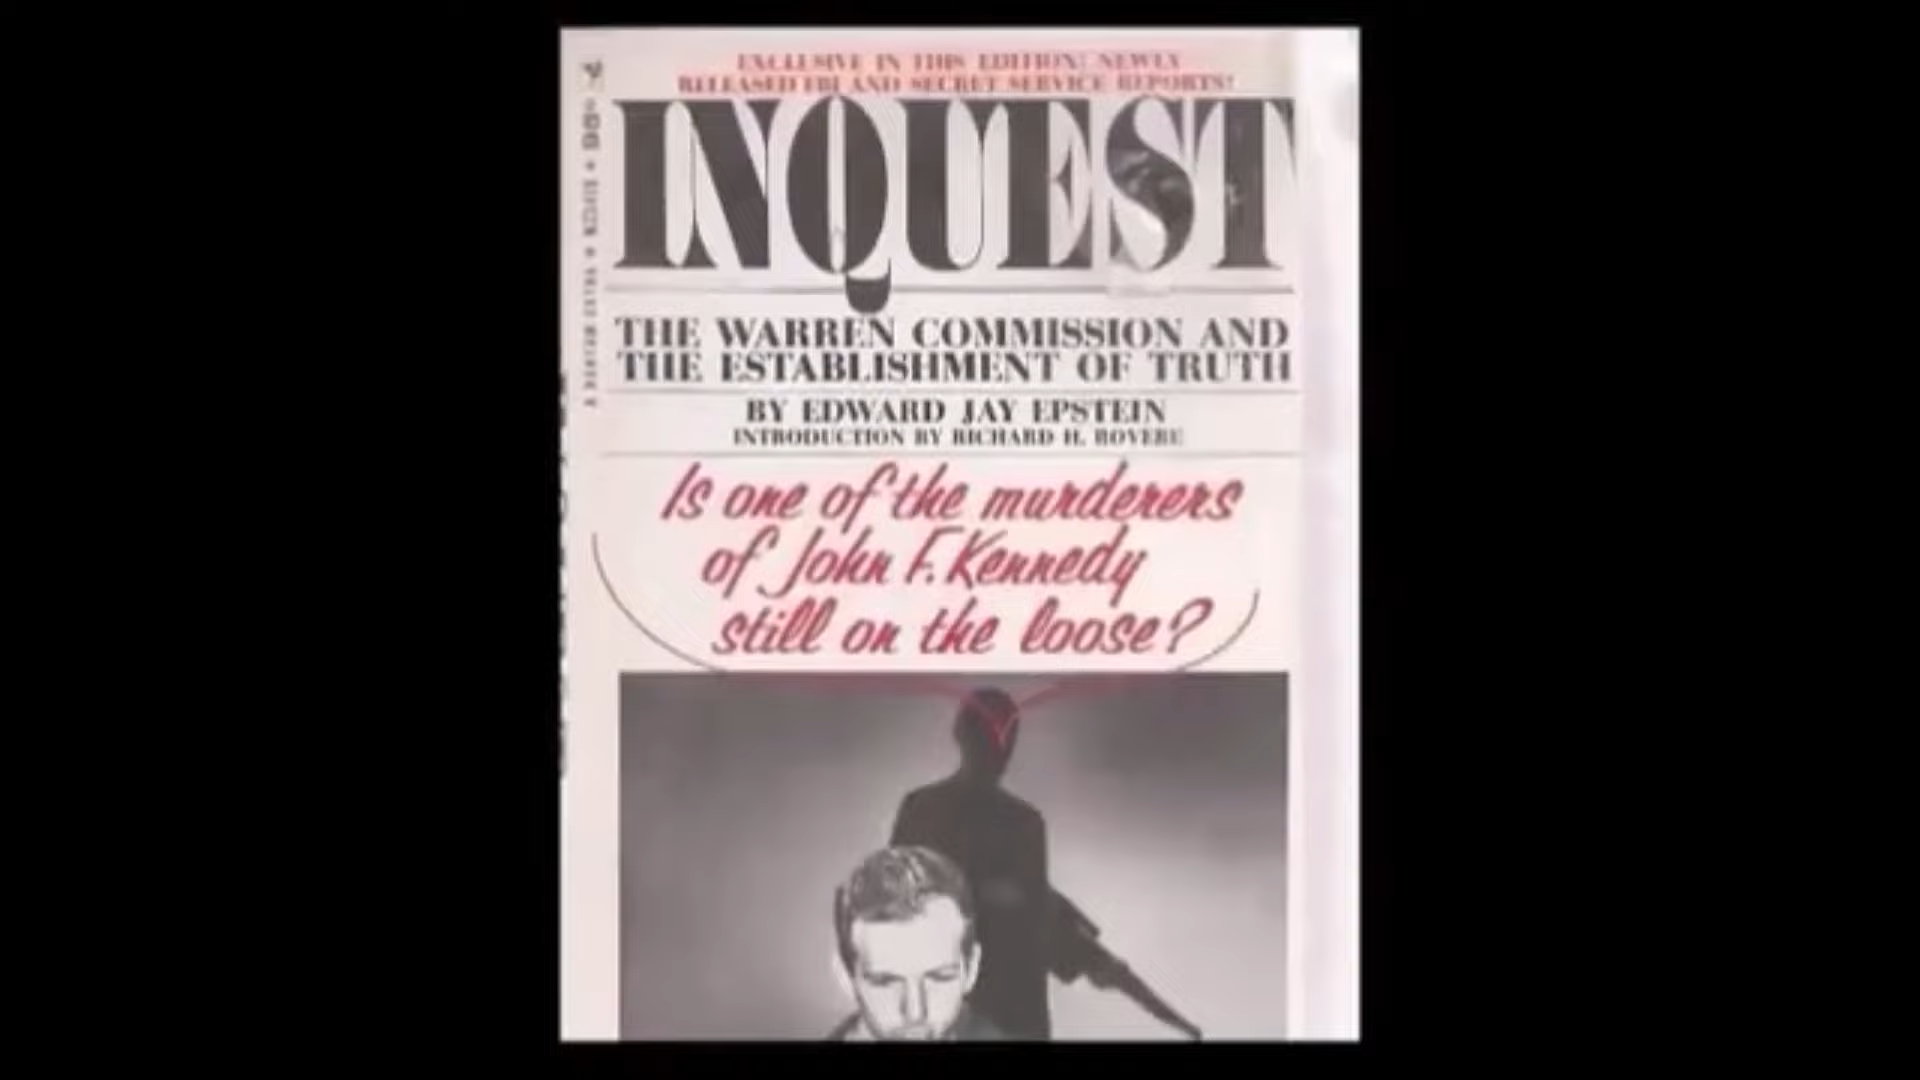 EXCLUSIVE IN THIS EDITION! NEWLY
RELEASED FBI AND SECRET SERVICE REPORTS!
INQUEST
THE WARREN COMMISSION AND
THE ESTABLISHMENT OF TRUTH
BY EDWARD JAY EPSTEIN
INTRODUCTION BY RICHARD H. ROVERE
Is one of the murderers
of John F. Kennedy
still on the loose?